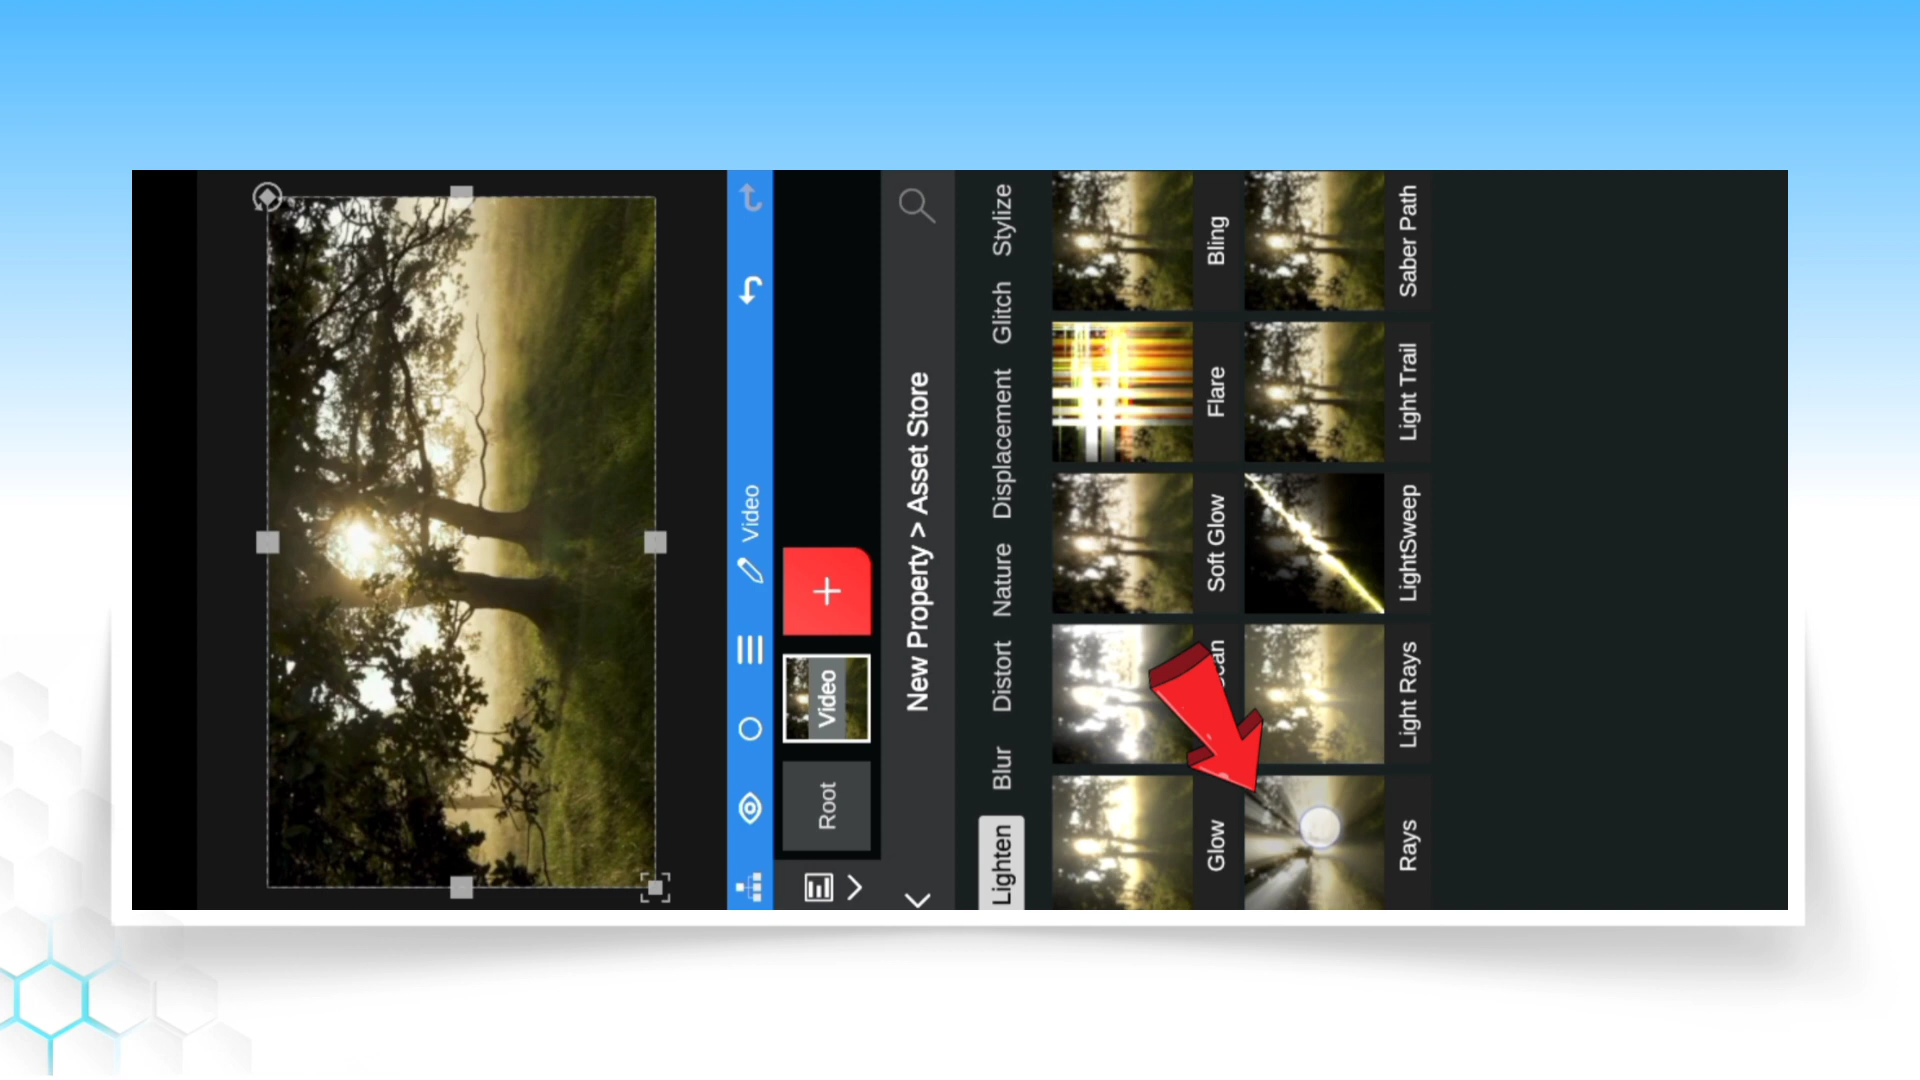 Video
Root
Video
New Property > Asset Store
Lighten
Blur
Distort
Nature
Displacement
Glitch
Stylize
Glow
Soft Glow
Flare
Bling
Rays
Light Rays
LightSweep
Light Trail
Saber Path